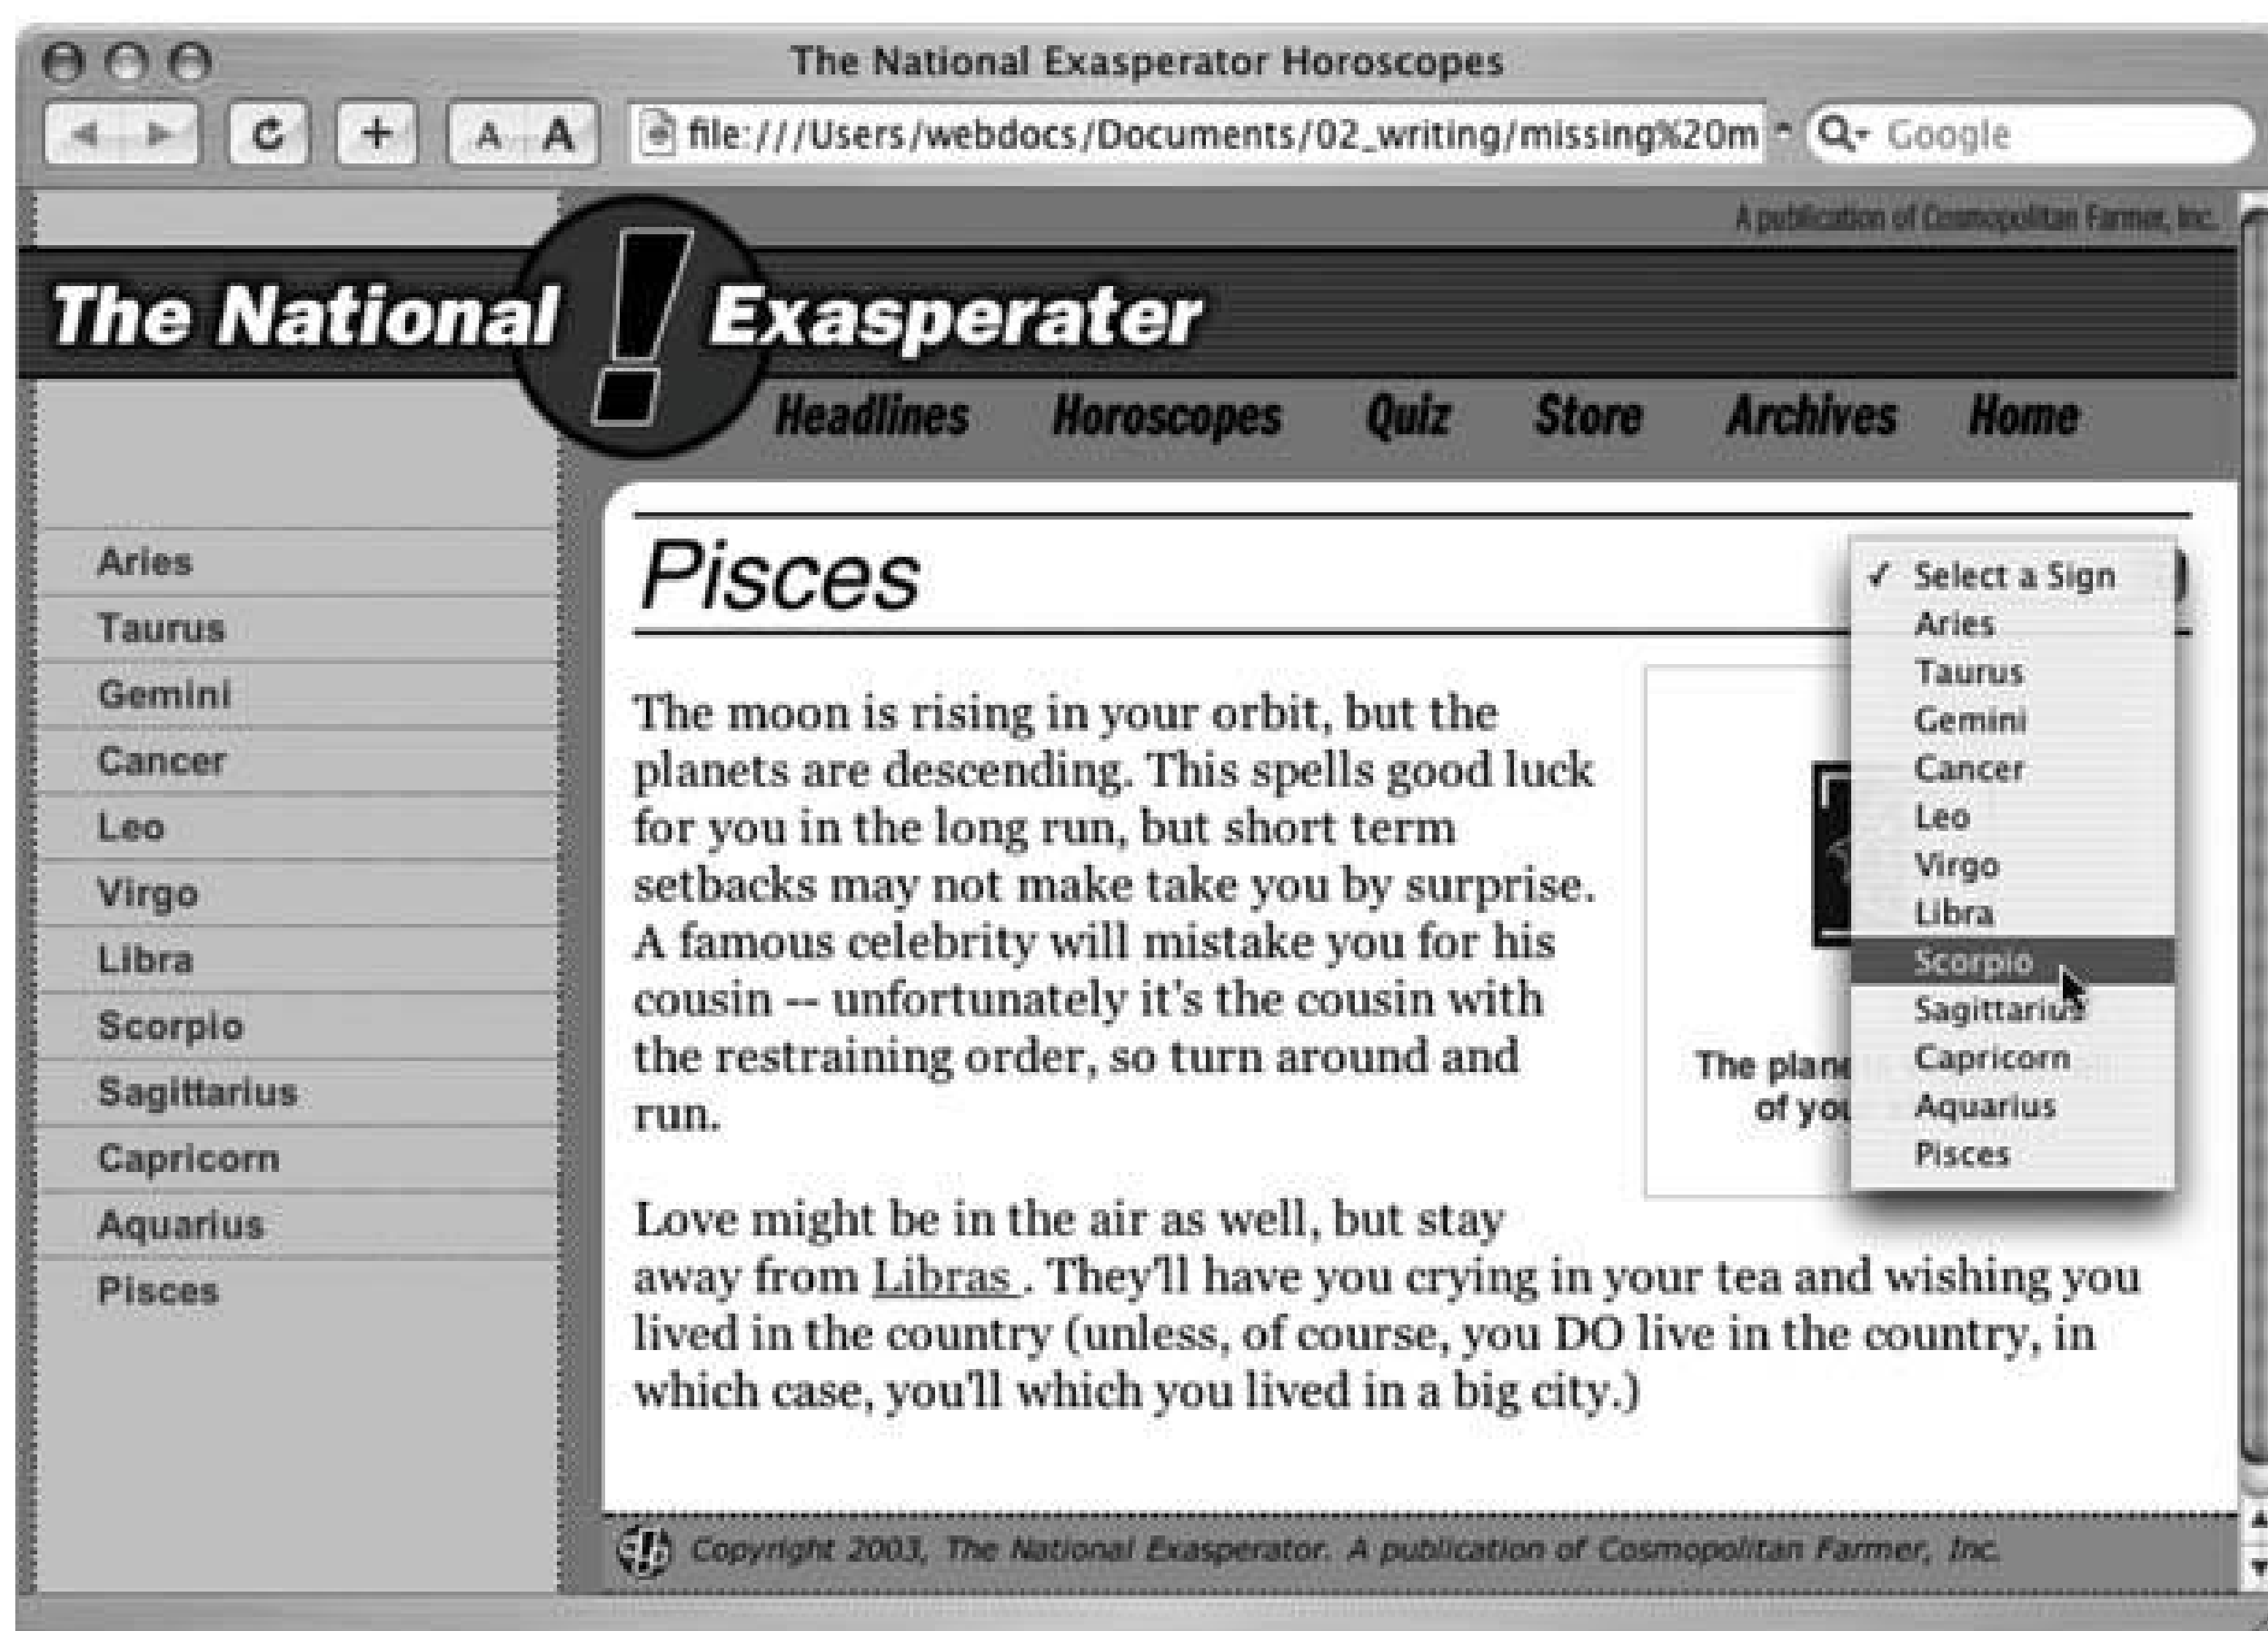 The National Exasperator Horoscopes
A A file:///Users/webdocs/Documents/02_writing/missing%20m Google
A publication of Cosmopolitan Farmer, Inc.
The National ! Exasperater
Headlines Horoscopes Quiz Store Archives Home
Aries
Taurus
Gemini
Cancer
Leo
Virgo
Libra
Scorpio
Sagittarius
Capricorn
Aquarius
Pisces
Pisces
The moon is rising in your orbit, but the
planets are descending. This spells good luck
for you in the long run, but short term
setbacks may not make take you by surprise.
A famous celebrity will mistake you for his
cousin -- unfortunately it's the cousin with
the restraining order, so turn around and
run.
Love might be in the air as well, but stay
away from Libras . They'll have you crying in your tea and wishing you
lived in the country (unless, of course, you DO live in the country, in
which case, you'll which you lived in a big city.)
✓ Select a Sign
Aries
Taurus
Gemini
Cancer
Leo
Virgo
Libra
Scorpio
Sagittarius
Capricorn
Aquarius
Pisces
The plane
of you
Copyright 2003, The National Exasperator. A publication of Cosmopolitan Farmer, Inc.